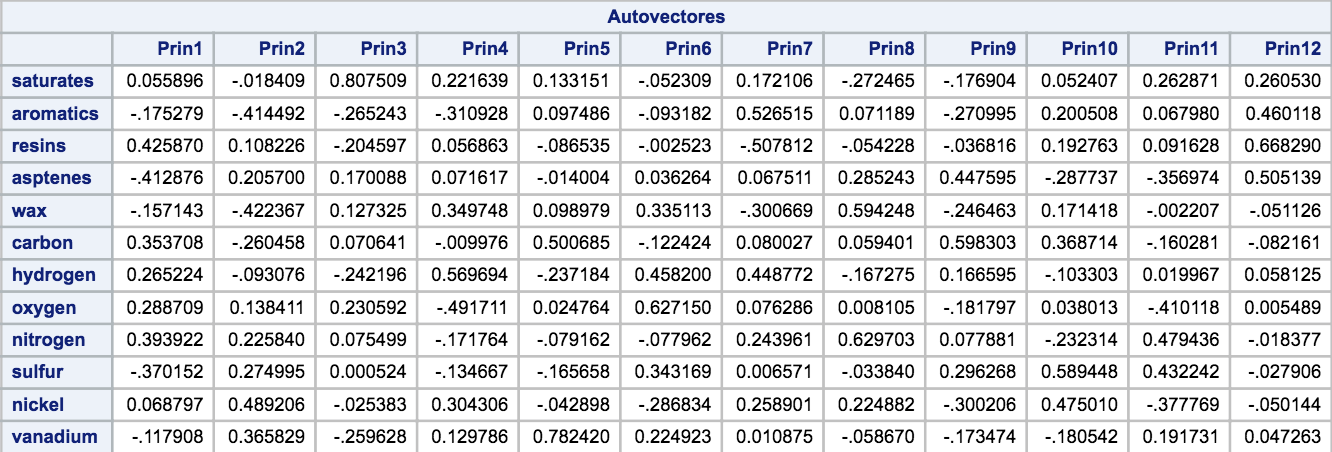 Autovectores
Prin1 Prin2 Prin3 Prin4 Prin5 Prin6 Prin7 Prin8 Prin9 Prin10 Prin11 Prin12
saturates 0.055896 -.018409 0.807509 0.221639 0.133151 -.052309 0.172106 -.272465 -.176904 0.052407 0.262871 0.260530
aromatics -.175279 -.414492 -.265243 -.310928 0.097486 -.093182 0.526515 0.071189 -.270995 0.200508 0.067980 0.460118
resins 0.425870 0.108226 -.204597 0.056863 -.086535 -.002523 -.507812 -.054228 -.036816 0.192763 0.091628 0.668290
asptenes -.412876 0.205700 0.170088 0.071617 -.014004 0.036264 0.067511 0.285243 0.447595 -.287737 -.356974 0.505139
wax -.157143 -.422367 0.127325 0.349748 0.098979 0.335113 -.300669 0.594248 -.246463 0.171418 -.002207 -.051126
carbon 0.353708 -.260458 0.070641 -.009976 0.500685 -.122424 0.080027 0.059401 0.598303 0.368714 -.160281 -.082161
hydrogen 0.265224 -.093076 -.242196 0.569694 -.237184 0.458200 0.448772 -.167275 0.166595 -.103303 0.019967 0.058125
oxygen 0.288709 0.138411 0.230592 -.491711 0.024764 0.627150 0.076286 0.008105 -.181797 0.038013 -.410118 0.005489
nitrogen 0.393922 0.225840 0.075499 -.171764 -.079162 -.077962 0.243961 0.629703 0.077881 -.232314 0.479436 -.018377
sulfur -.370152 0.274995 0.000524 -.134667 -.165658 0.343169 0.006571 -.033840 0.296268 0.589448 0.432242 -.027906
nickel 0.068797 0.489206 -.025383 0.304306 -.042898 -.286834 0.258901 0.224882 -.300206 0.475010 -.377769 -.050144
vanadium -.117908 0.365829 -.259628 0.129786 0.782420 0.224923 0.010875 -.058670 -.173474 -.180542 0.191731 0.047263